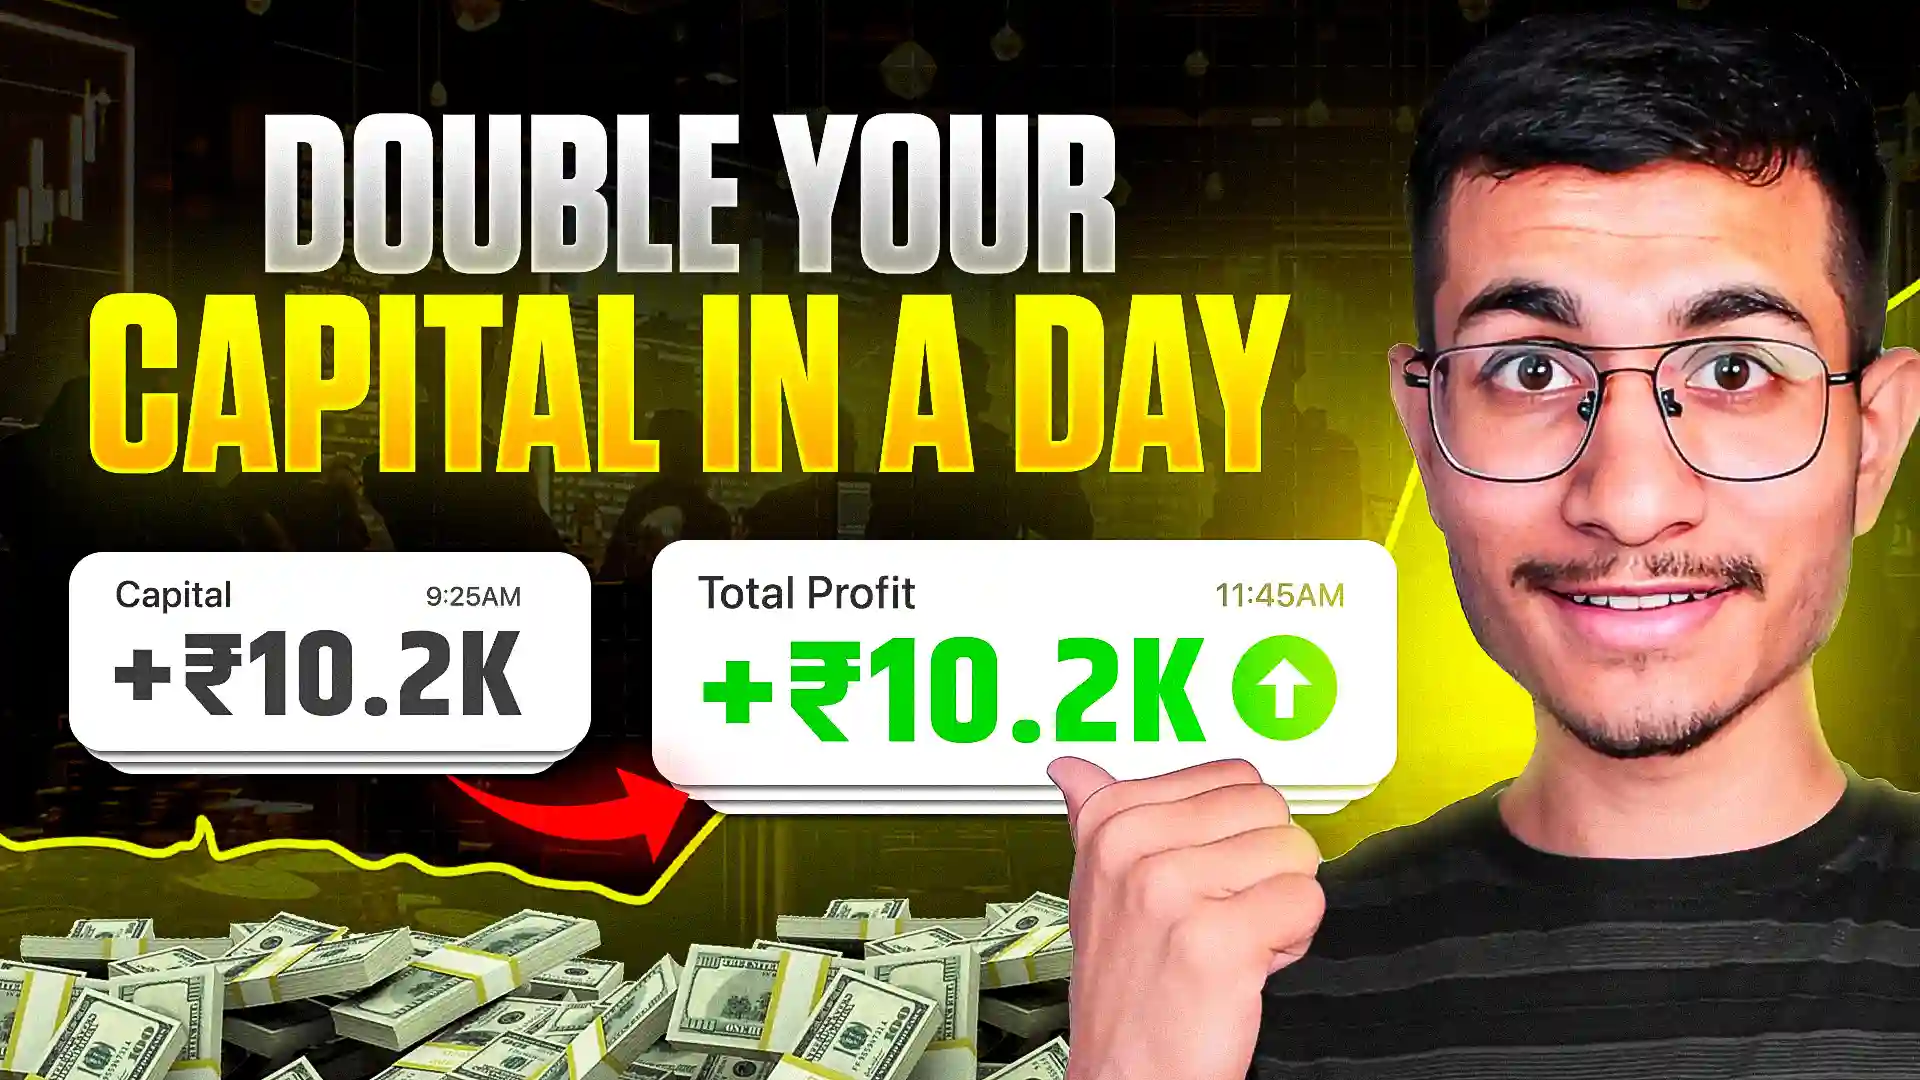 DOUBLE YOUR
CAPITAL IN A DAY
Capital 9:25AM
+₹10.2K
Total Profit 11:45AM
+₹10.2K